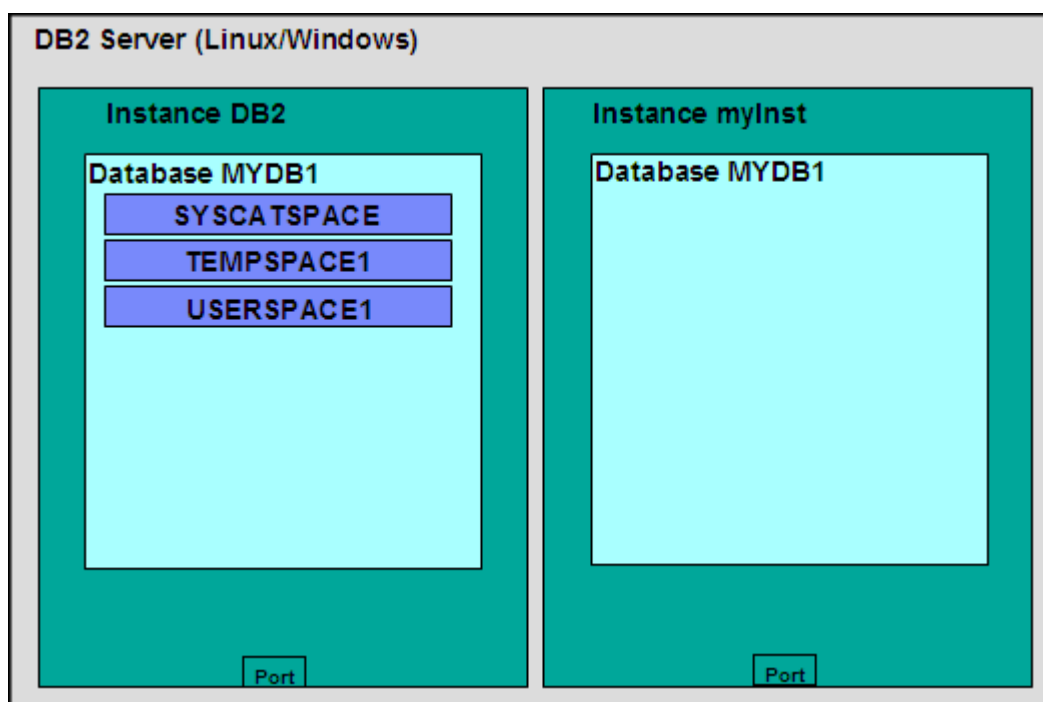 DB2 Server (Linux/Windows)
Instance DB2
Database MYDB1
SYSCATSPACE
TEMPSPACE1
USERSPACE1
Port
Instance myInst
Database MYDB1
Port